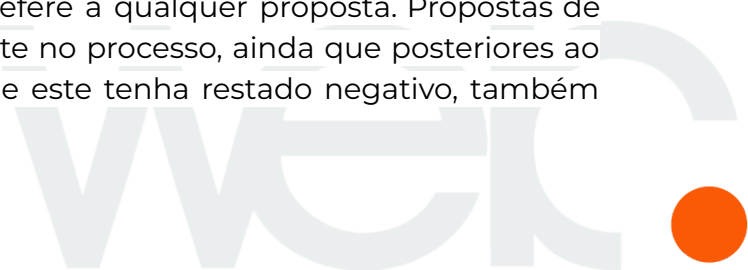 efere a qualquer proposta. Propostas de
te no processo, ainda que posteriores ao
e este tenha restado negativo, também